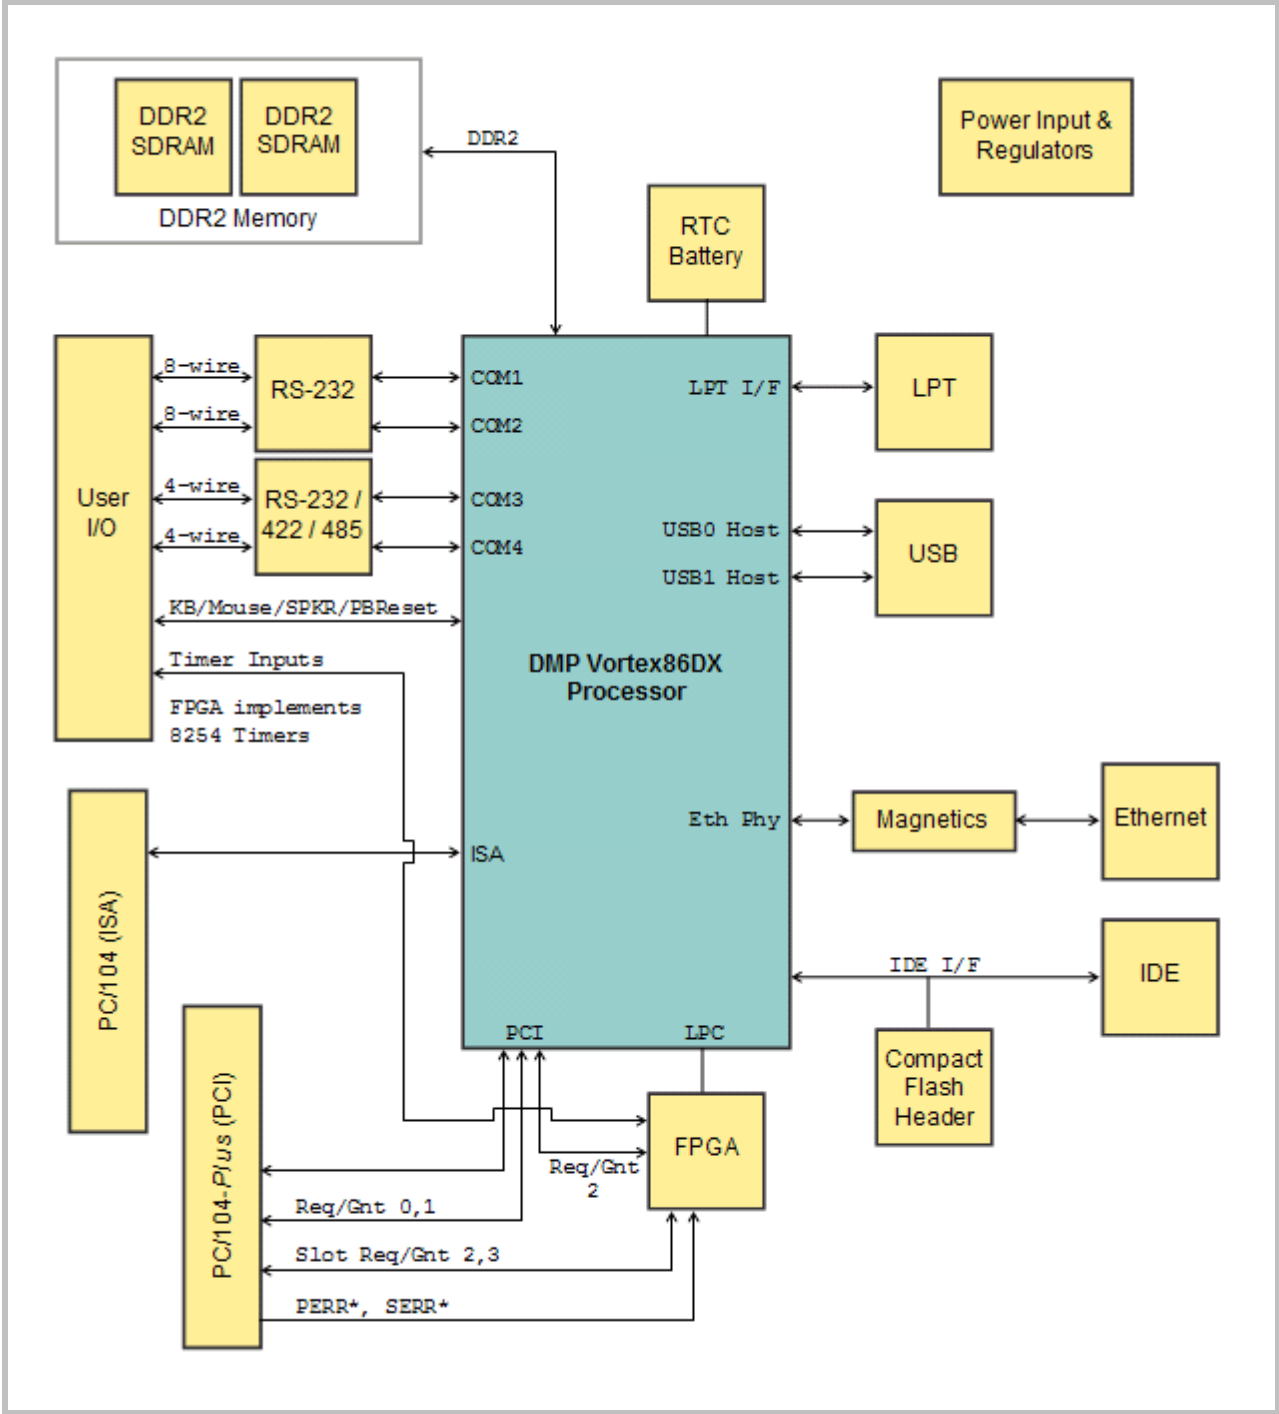 DDR2
SDRAM
DDR2
SDRAM
DDR2 Memory
DDR2
Power Input &
Regulators
RTC
Battery
User
I/O
8-wire
8-wire
RS-232
4-wire
4-wire
RS-232 /
422 / 485
COM1
COM2
COM3
COM4
LPT I/F
LPT
USB0 Host
USB1 Host
USB
KB/Mouse/SPKR/PBReset
Timer Inputs
FPGA implements
8254 Timers
DMP Vortex86DX
Processor
Eth Phy
Magnetics
Ethernet
ISA
PC/104 (ISA)
IDE I/F
IDE
Compact
Flash
Header
PCI
LPC
FPGA
Req/Gnt
2
PC/104-Plus (PCI)
Req/Gnt 0,1
Slot Req/Gnt 2,3
PERR*, SERR*